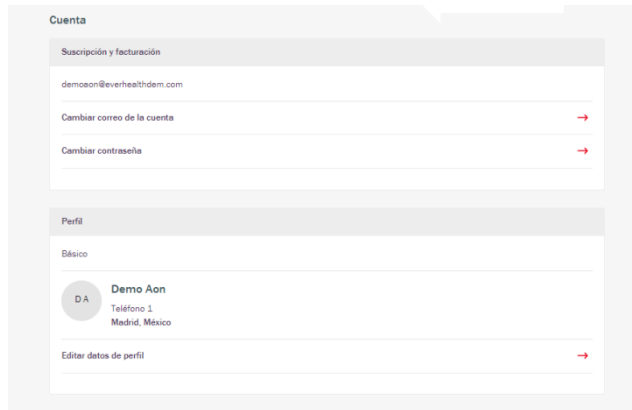 Cuenta
Suscripción y facturación
demoaon@everhealthdem.com
Cambiar correo de la cuenta
Cambiar contraseña
Perfil
Básico
D A
Demo Aon
Teléfono 1
Madrid, México
Editar datos de perfil